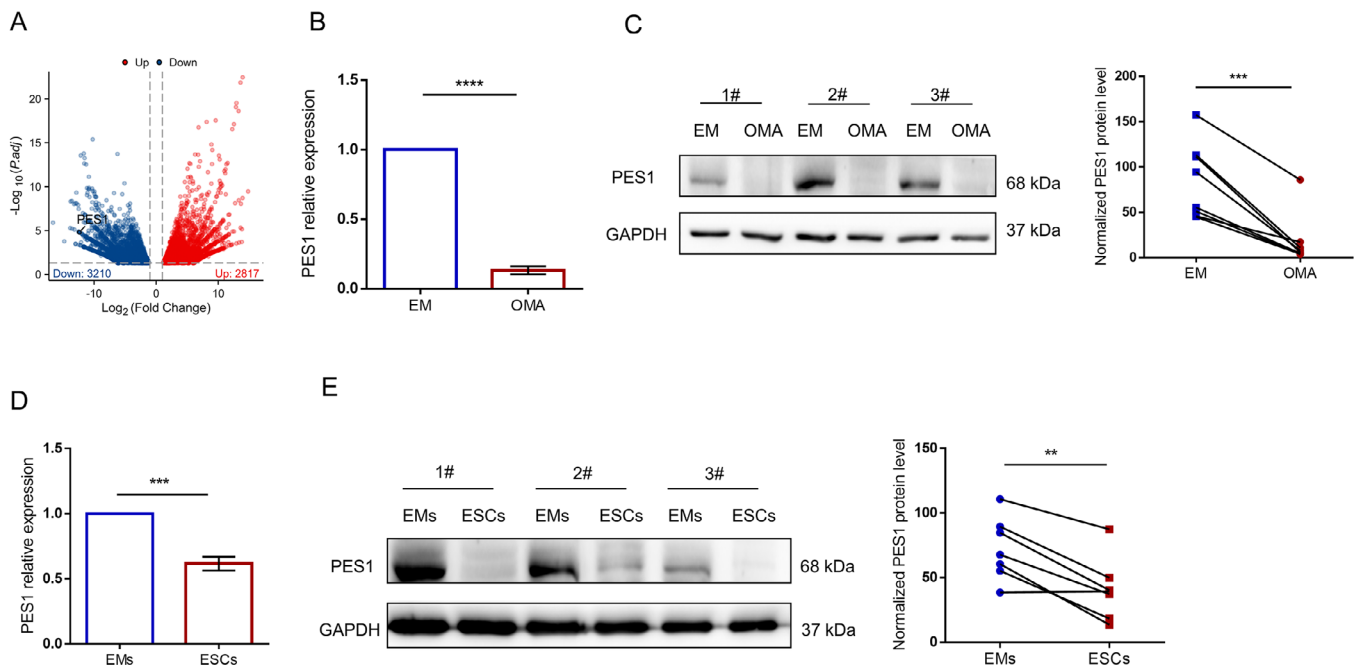 A
Up Down
-Log10 (P.adj)
20
15
10
5
0
PES1
Down: 3210 Up: 2817
-10 0 10
Log2 (Fold Change)
B
PES1 relative expression
1.5
1.0
0.5
0.0
****
EM OMA
C
1# 2# 3#
EM OMA EM OMA EM OMA
PES1 68 kDa
GAPDH 37 kDa
Normalized PES1 protein level
200
150
100
50
0
***
EM OMA
D
PES1 relative expression
1.5
1.0
0.5
0.0
***
EMs ESCs
E
1# 2# 3#
EMs ESCs EMs ESCs EMs ESCs
PES1 68 kDa
GAPDH 37 kDa
Normalized PES1 protein level
150
100
50
0
**
EMs ESCs